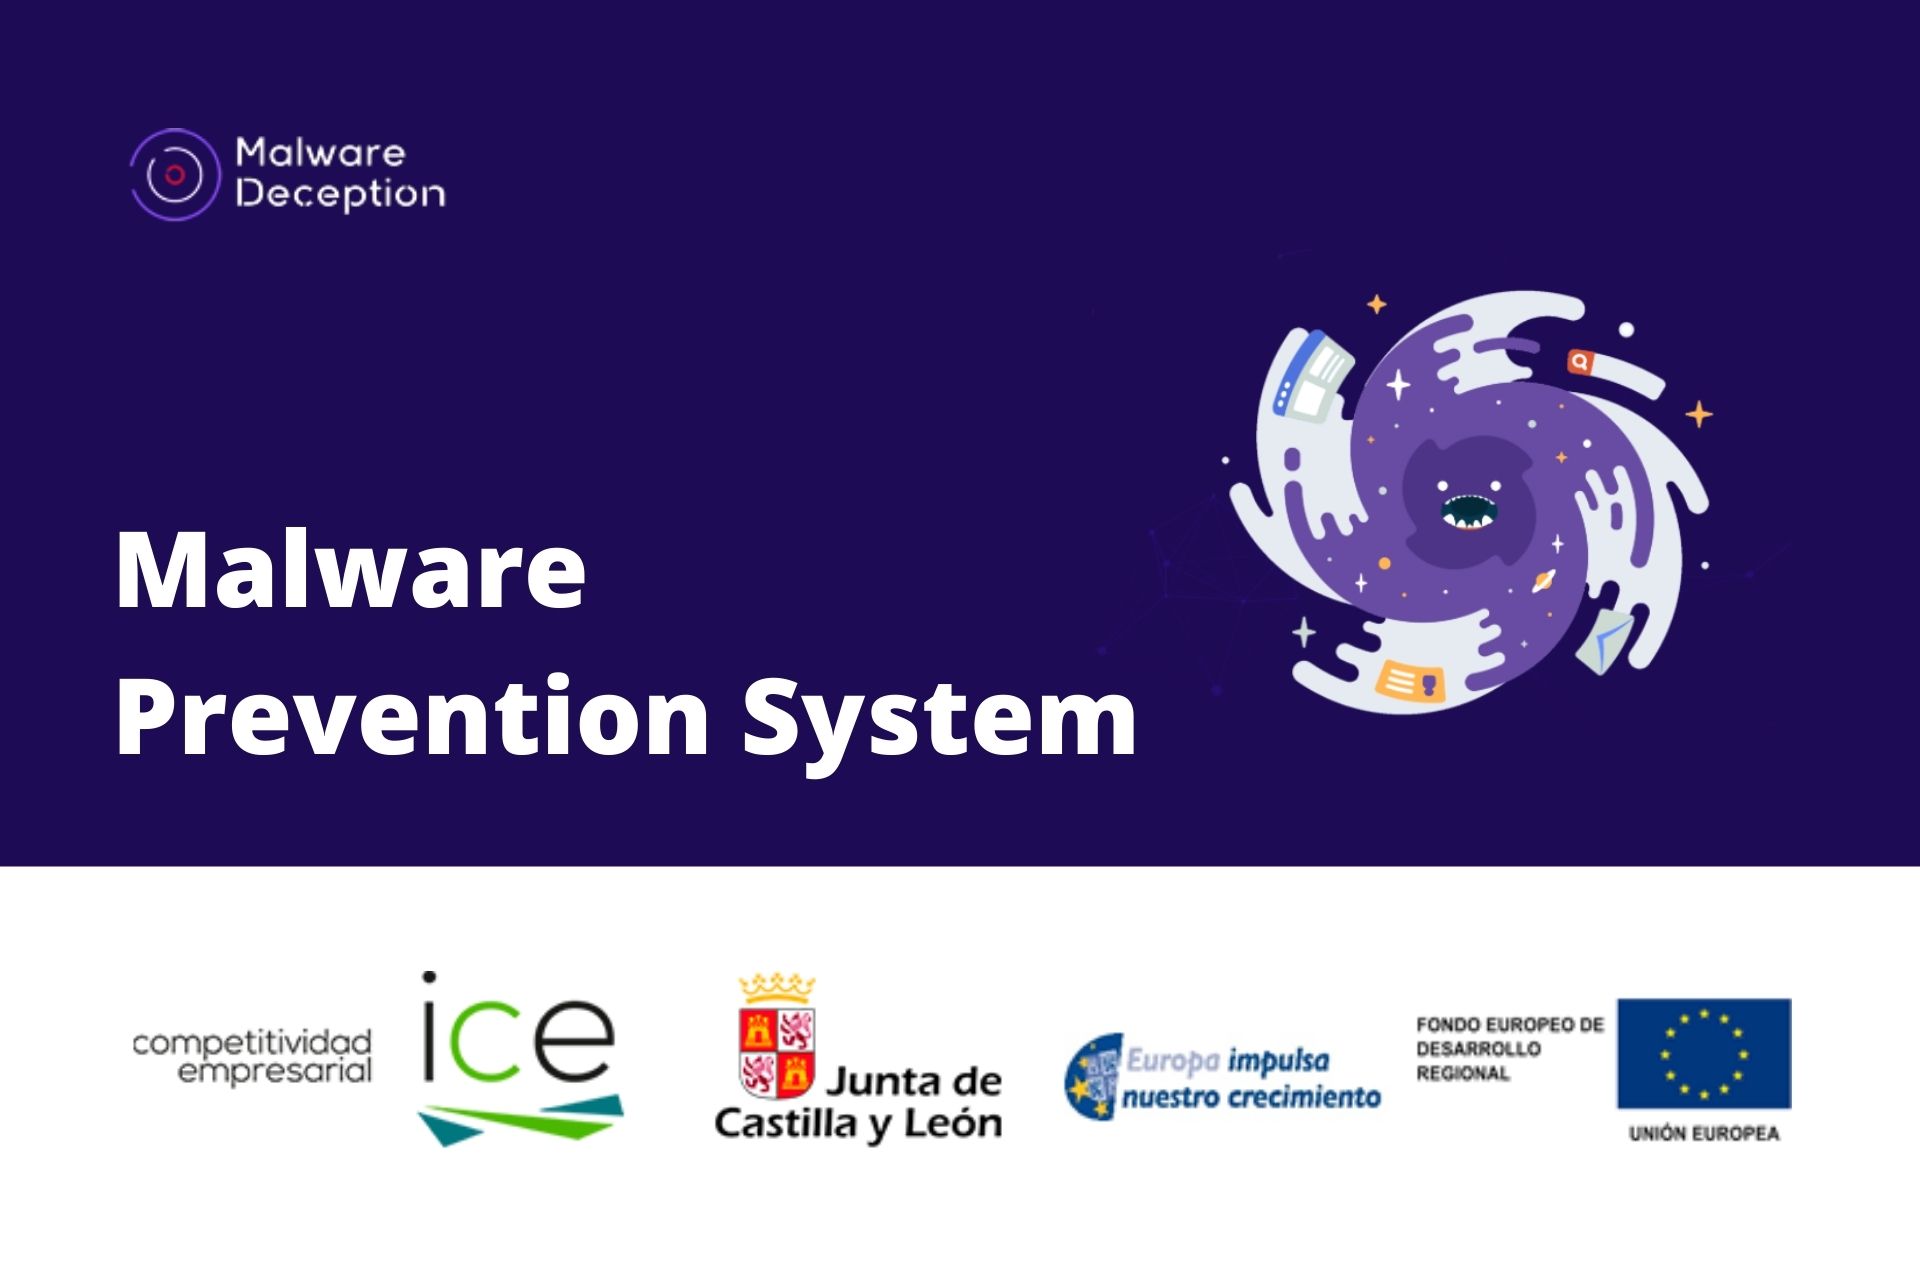 Malware
Deception
Malware
Prevention System
competitividad
empresarial
ice
Junta de
Castilla y León
Europa impulsa
nuestro crecimiento
FONDO EUROPEO DE
DESARROLLO
REGIONAL
UNIÓN EUROPEA